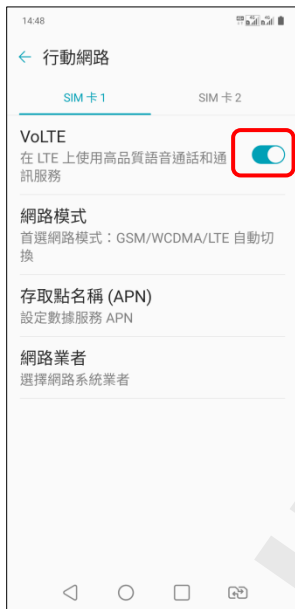 14:48
← 行動網路
SIM 卡 1
SIM 卡 2
VoLTE
在 LTE 上使用高品質語音通話和通
訊服務
網路模式
首選網路模式：GSM/WCDMA/LTE 自動切
換
存取點名稱 (APN)
設定數據服務 APN
網路業者
選擇網路系統業者